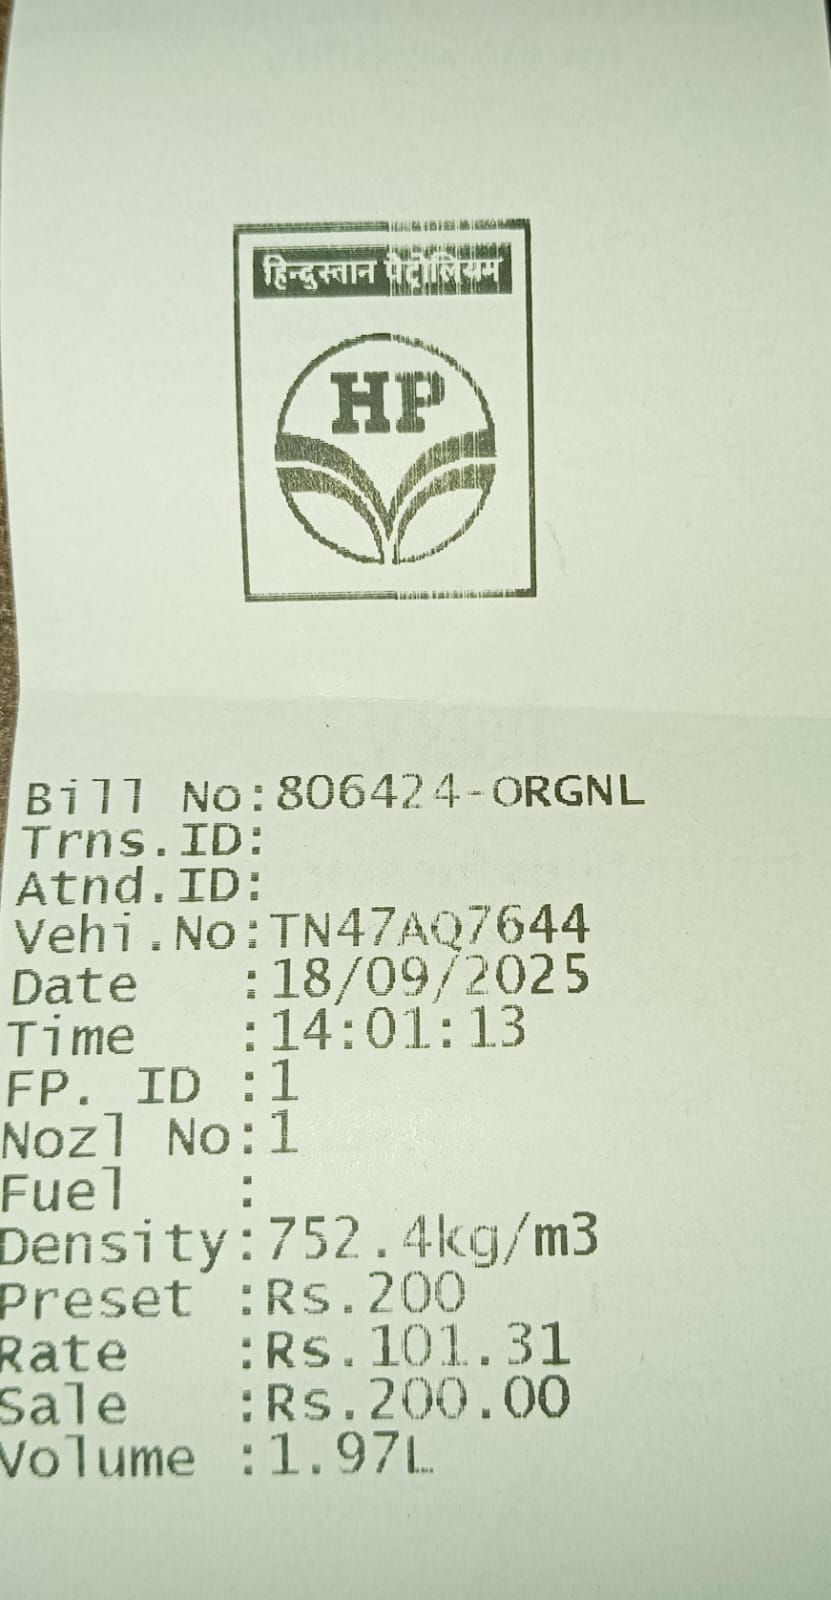 हिन्दुस्तान पेट्रोलियम
HP
Bill No:806424-ORGNL
Trns.ID:
Atnd.ID:
Vehi.No:TN47AQ7644
Date :18/09/2025
Time :14:01:13
FP. ID :1
Nozl No:1
Fuel :
Density:752.4kg/m3
Preset :Rs.200
Rate :Rs.101.31
Sale :Rs.200.00
Volume :1.97L